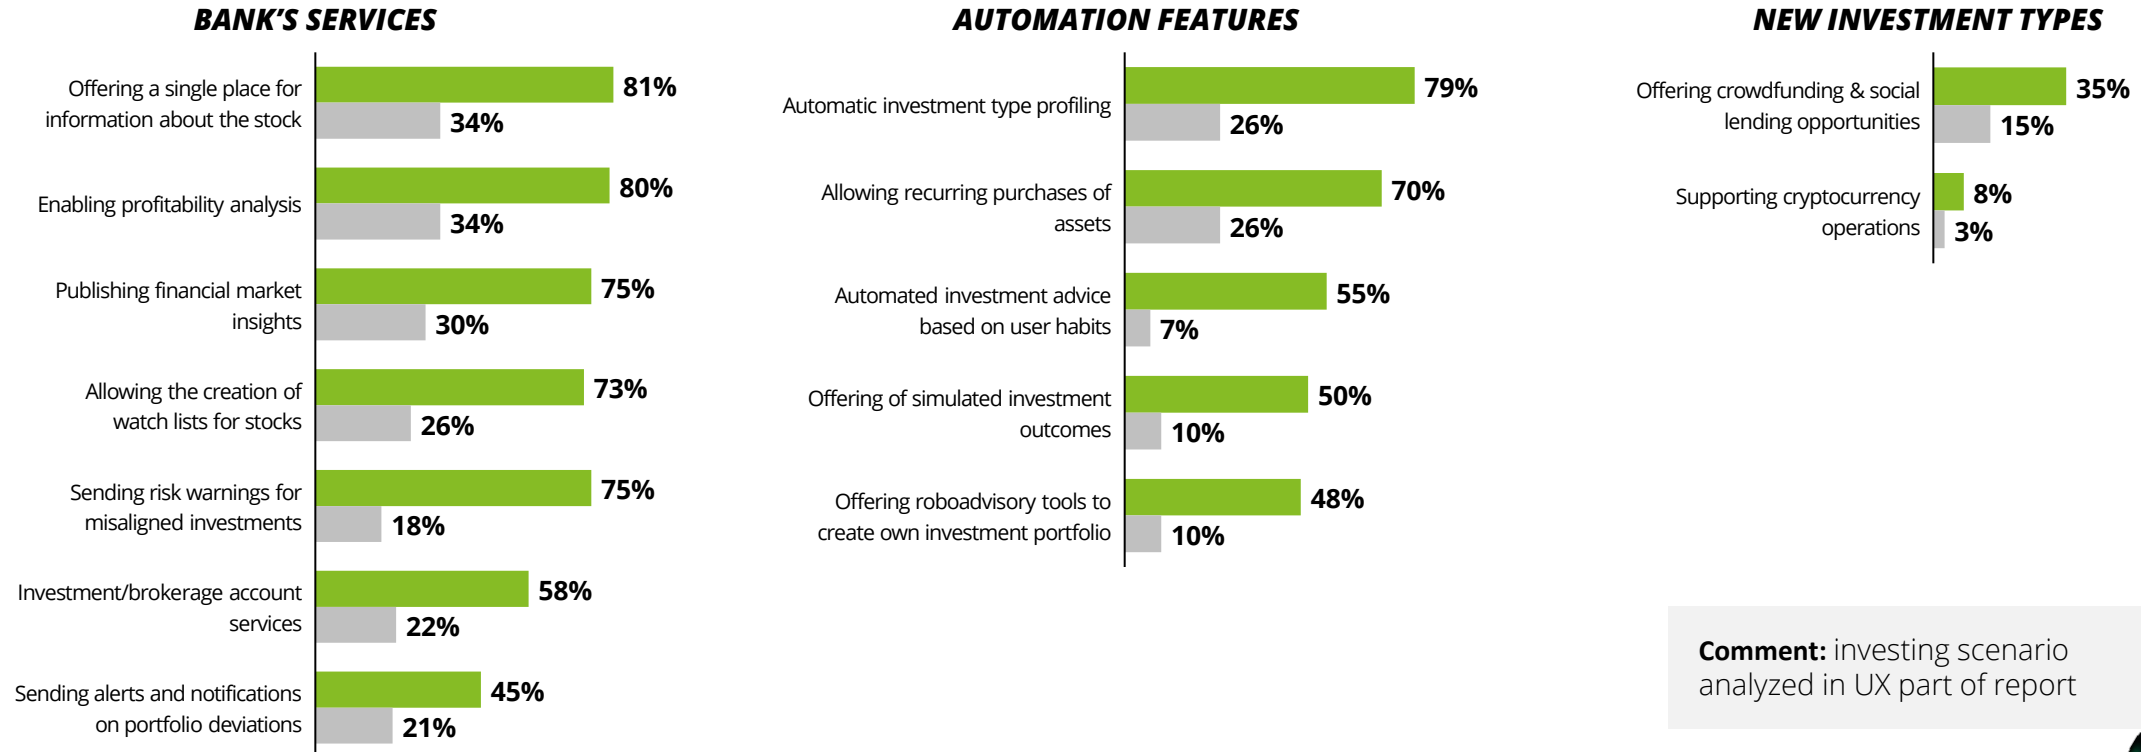 BANK’S SERVICES
Offering a single place for
information about the stock
81%
34%
Enabling profitability analysis
80%
34%
Publishing financial market
insights
75%
30%
Allowing the creation of
watch lists for stocks
73%
26%
Sending risk warnings for
misaligned investments
75%
18%
Investment/brokerage account
services
58%
22%
Sending alerts and notifications
on portfolio deviations
45%
21%
AUTOMATION FEATURES
Automatic investment type profiling
79%
26%
Allowing recurring purchases of
assets
70%
26%
Automated investment advice
based on user habits
55%
7%
Offering of simulated investment
outcomes
50%
10%
Offering roboadvisory tools to
create own investment portfolio
48%
10%
NEW INVESTMENT TYPES
Offering crowdfunding & social
lending opportunities
35%
15%
Supporting cryptocurrency
operations
8%
3%
Comment: investing scenario
analyzed in UX part of report